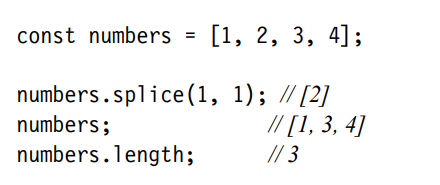 const numbers = [1, 2, 3, 4];
numbers.splice(1, 1); // [2]
numbers; // [1, 3, 4]
numbers.length; // 3